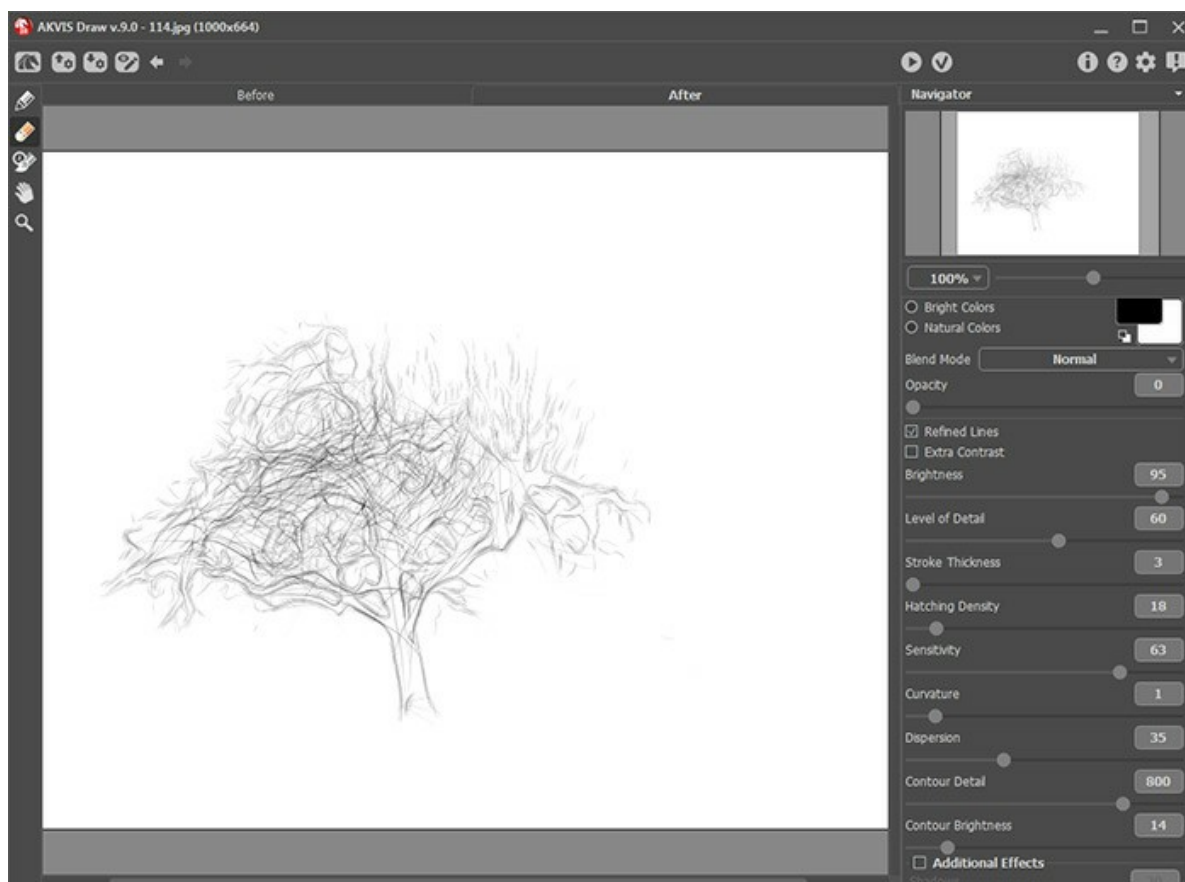 AKVIS Draw v.9.0 - 114.jpg (1000x664)
Before
After
Navigator
100%
Bright Colors
Natural Colors
Blend Mode Normal
Opacity 0
Refined Lines
Extra Contrast
Brightness 95
Level of Detail 60
Stroke Thickness 3
Hatching Density 18
Sensitivity 63
Curvature 1
Dispersion 35
Contour Detail 800
Contour Brightness 14
Additional Effects